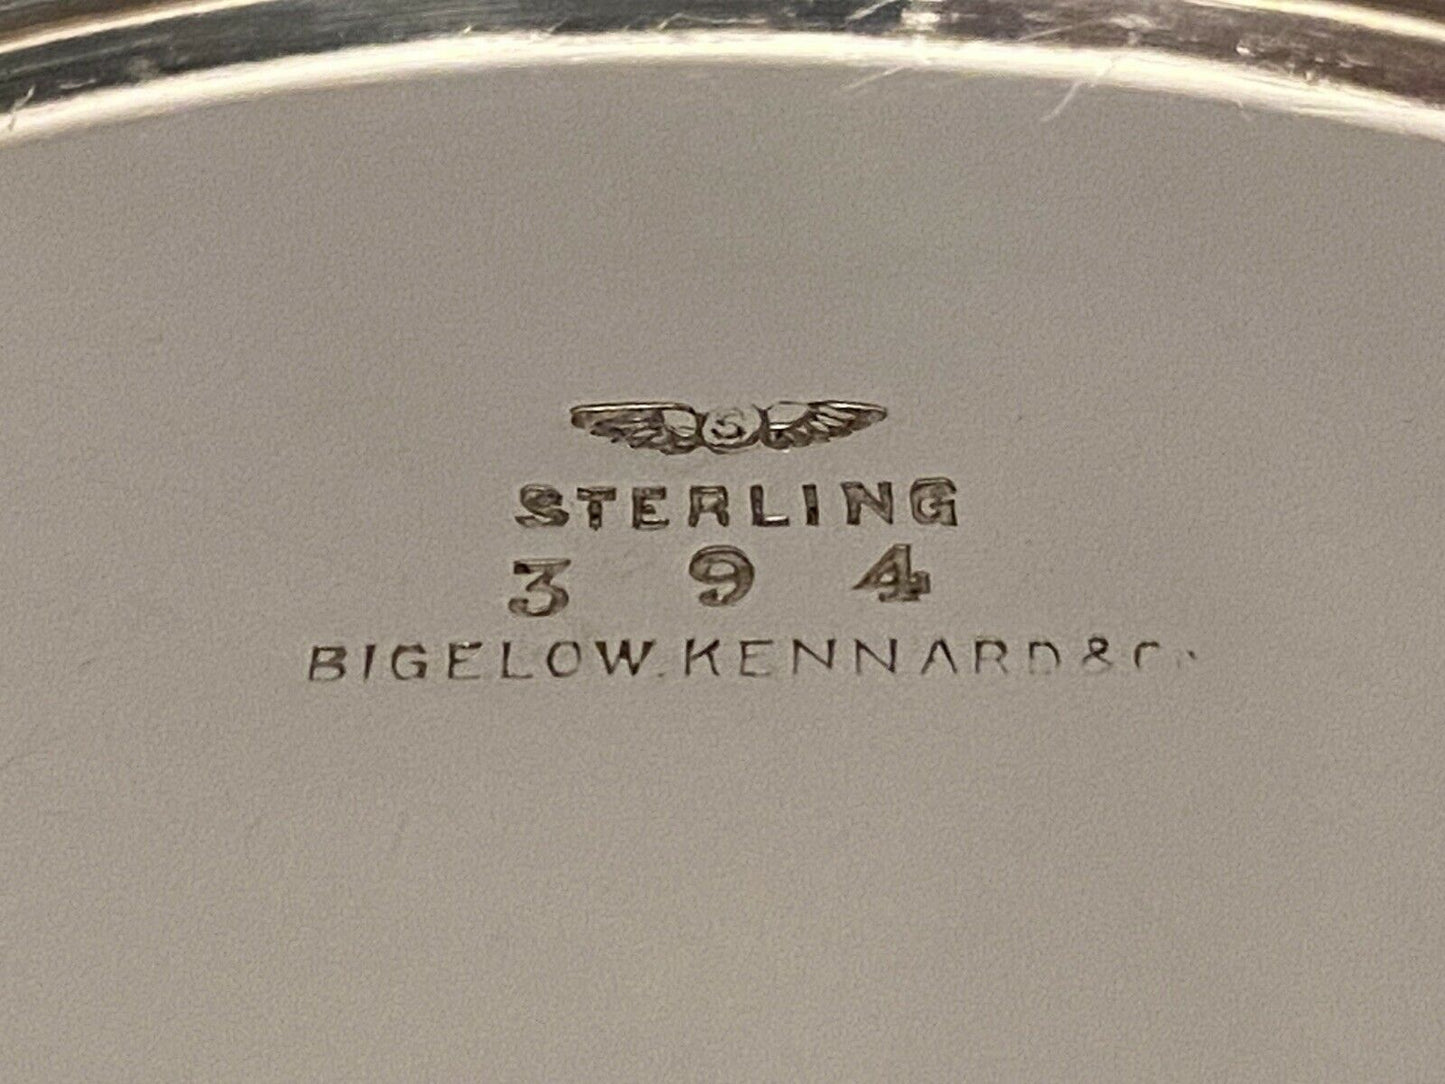 S
STERLING
3 9 4
BIGELOW. KENNARD & Co.